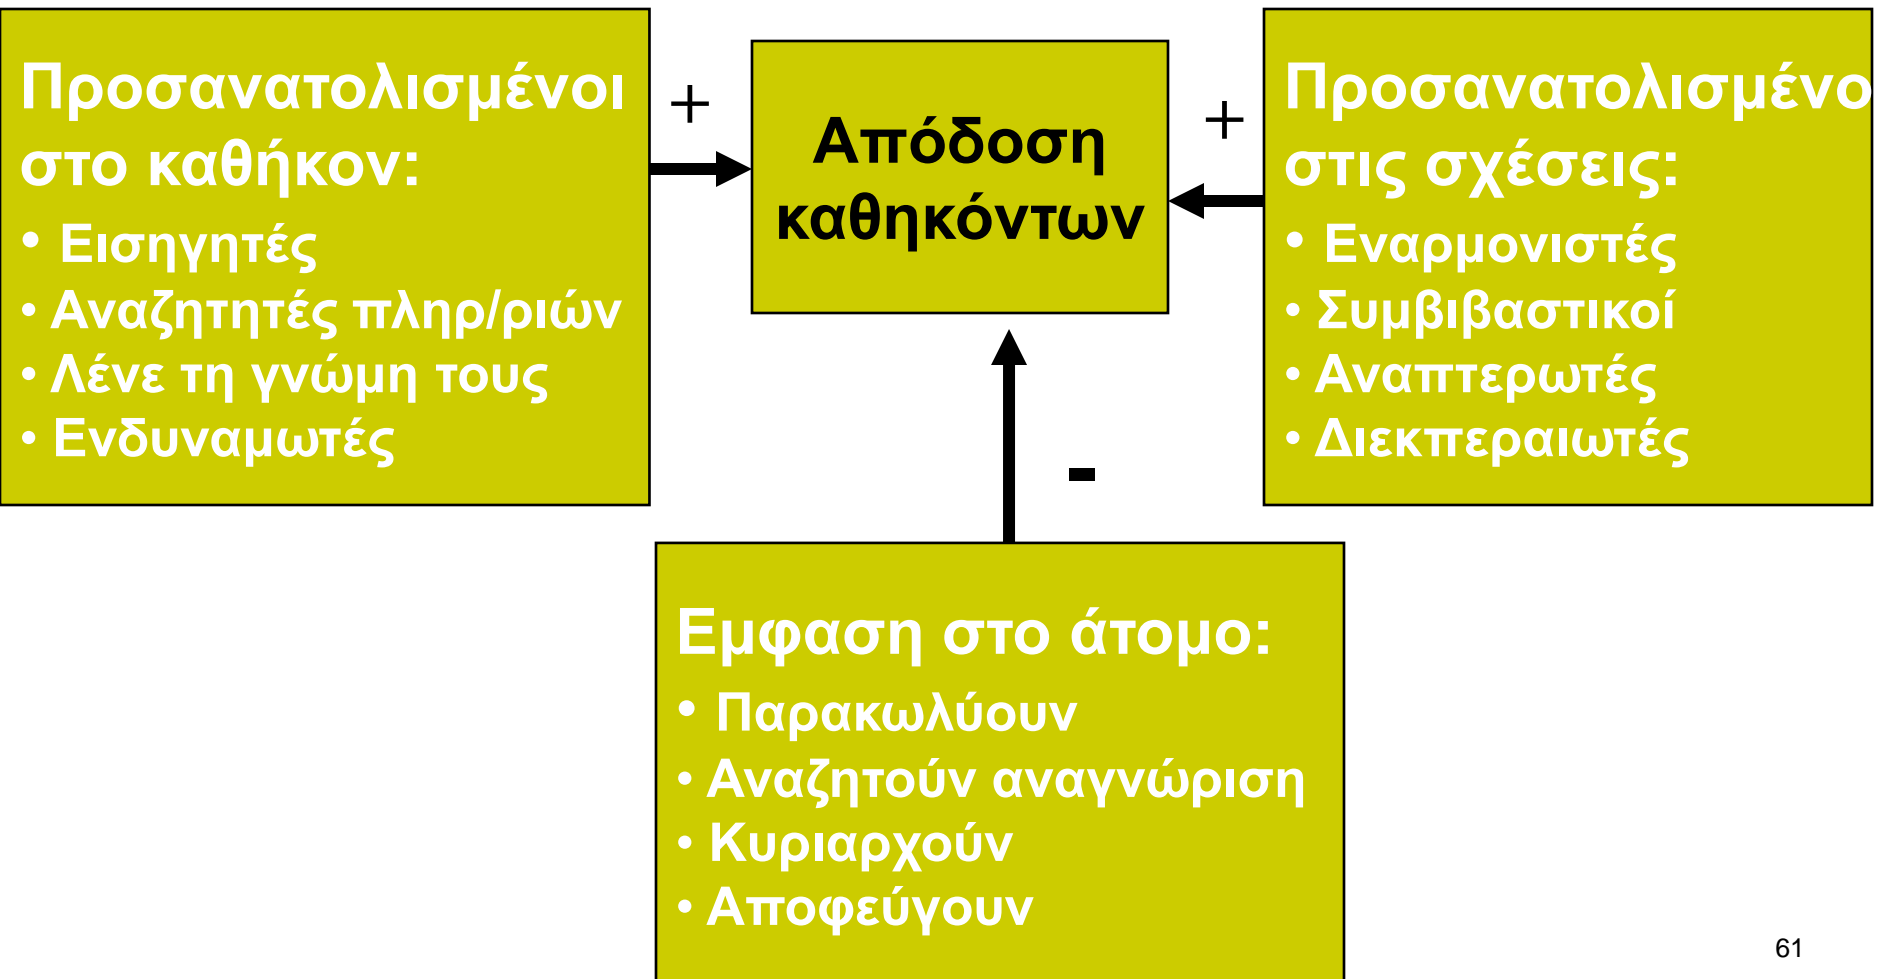 Προσανατολισμένοι
στο καθήκον:
• Εισηγητές
• Αναζητητές πληρ/ριών
• Λένε τη γνώμη τους
• Ενδυναμωτές
+
Απόδοση
καθηκόντων
+
Προσανατολισμένο
στις σχέσεις:
• Εναρμονιστές
• Συμβιβαστικοί
• Αναπτερωτές
• Διεκπεραιωτές
-
Εμφαση στο άτομο:
• Παρακωλύουν
• Αναζητούν αναγνώριση
• Κυριαρχούν
• Αποφεύγουν
61